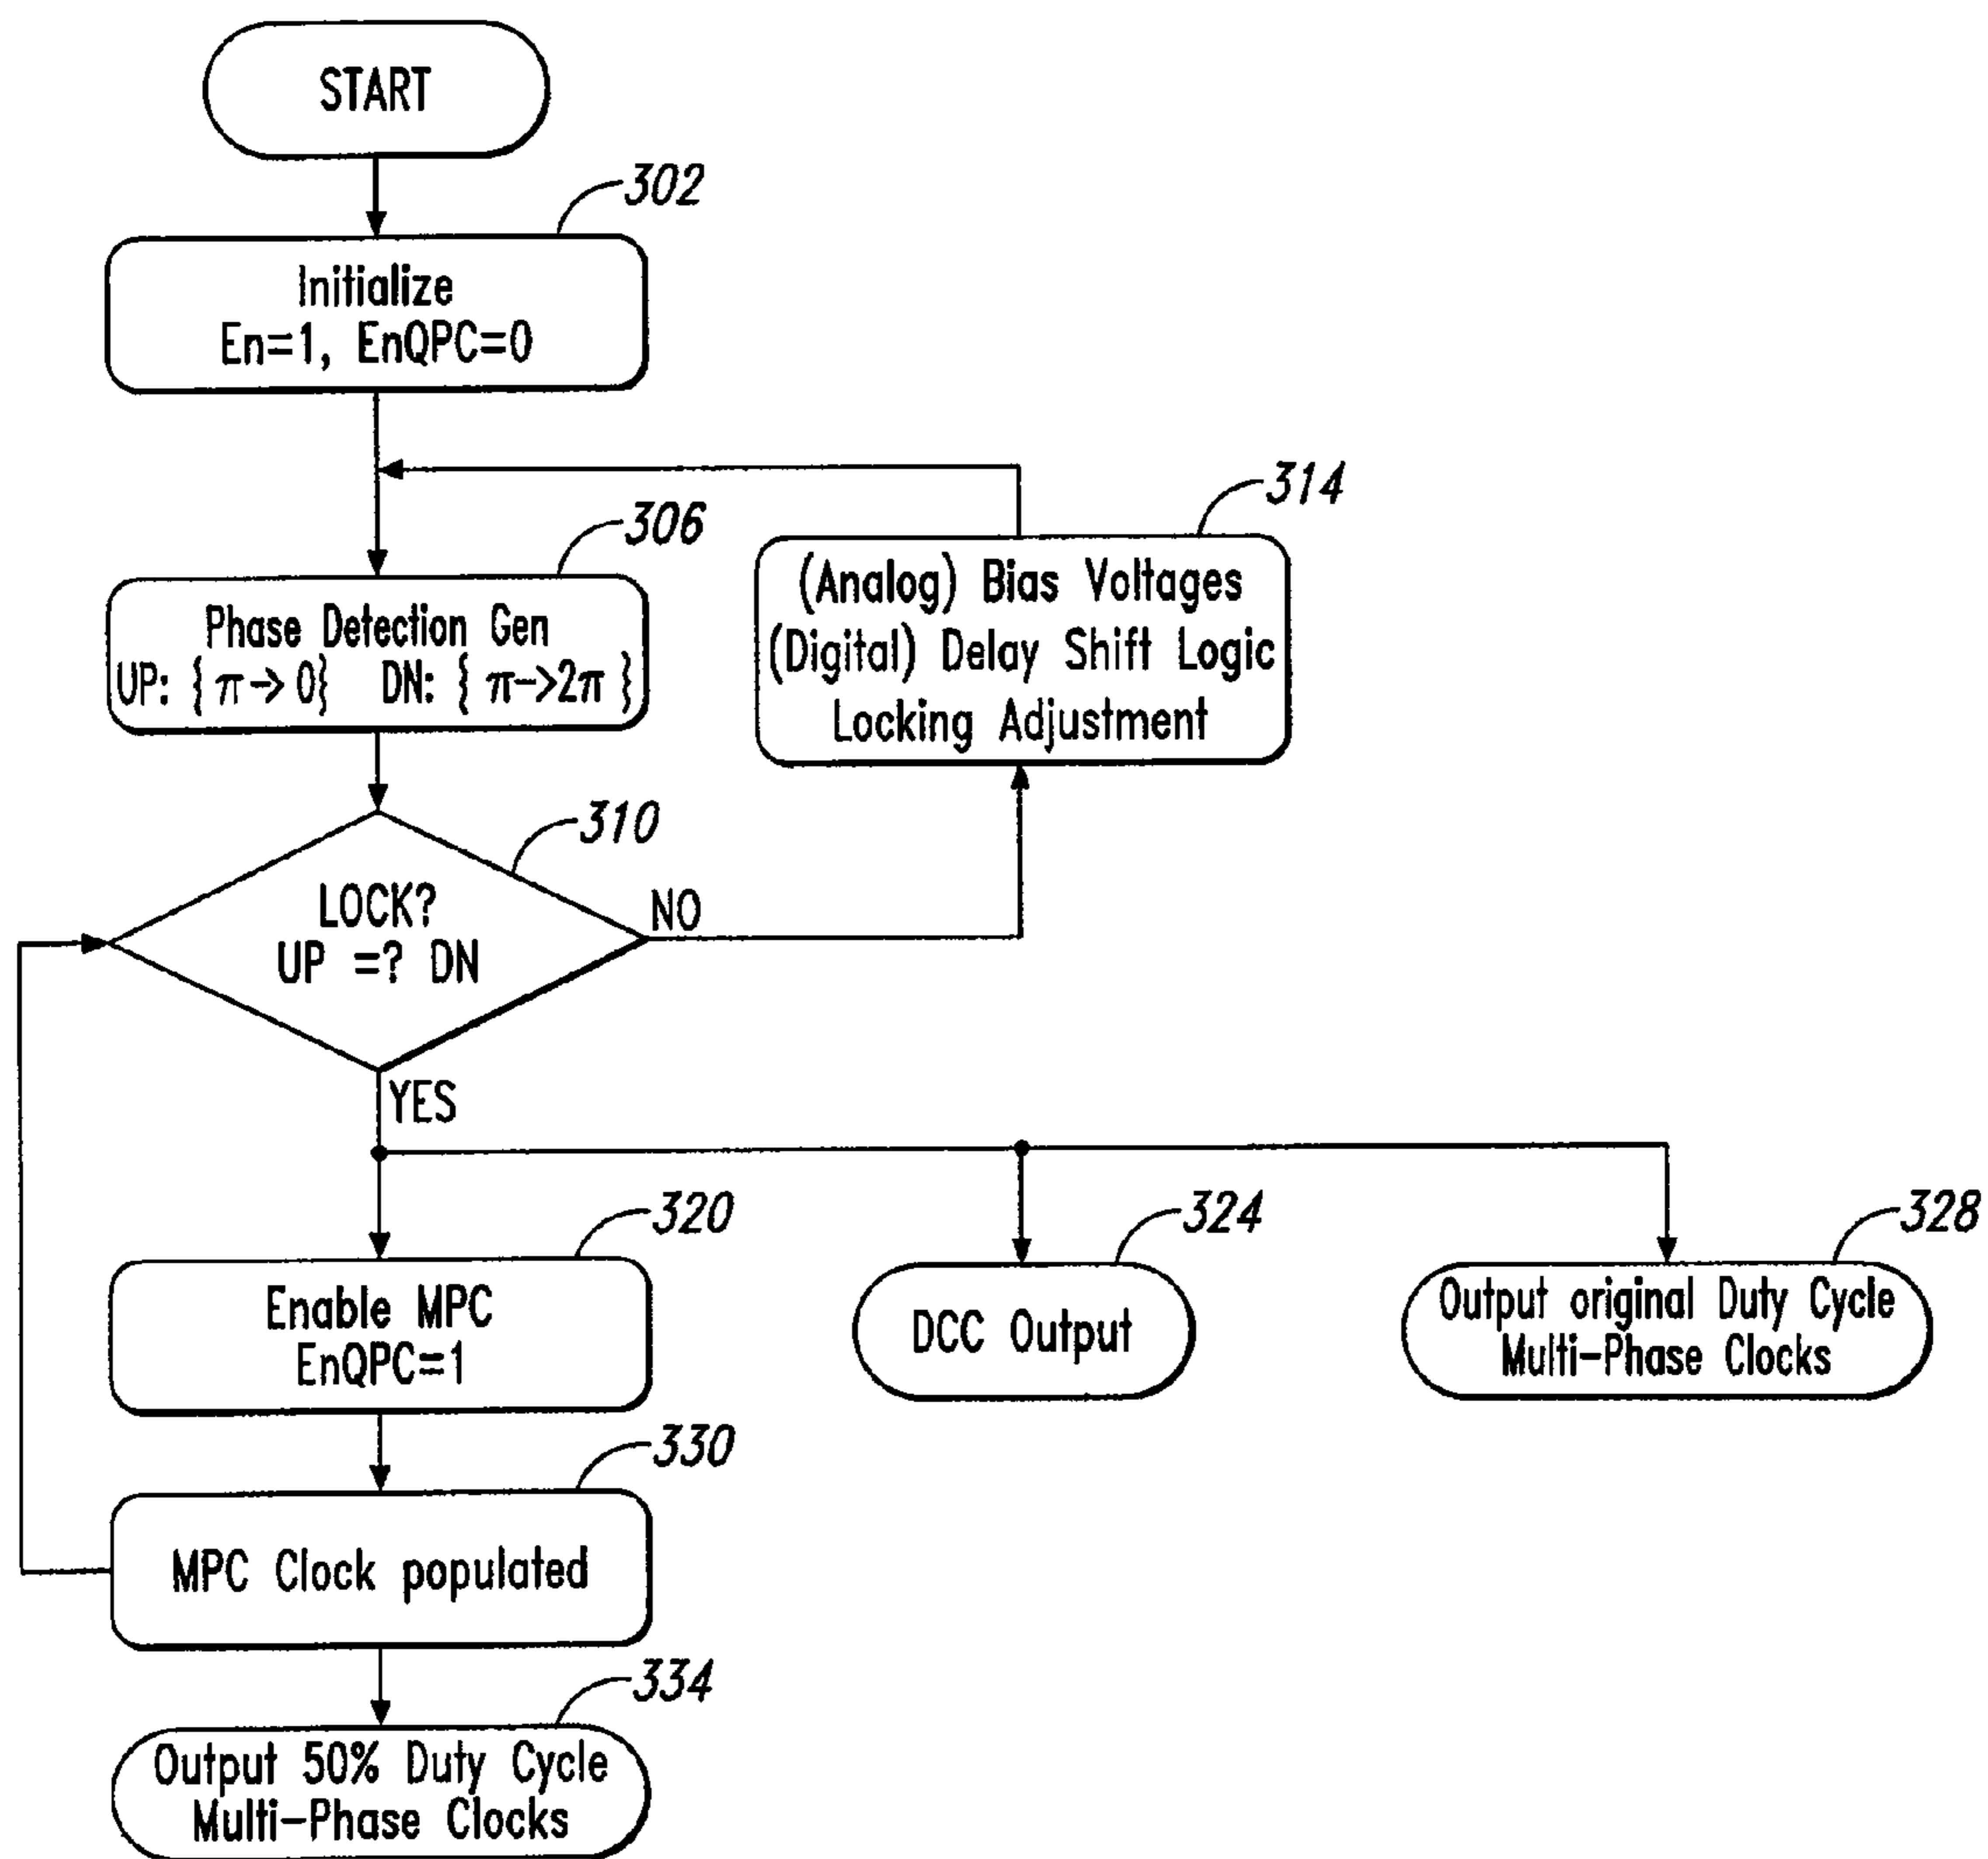 START
302
Initialize
En=1, EnQPC=0
306
Phase Detection Gen
UP: { π-> 0} DN: { π->2π }
314
(Analog) Bias Voltages
(Digital) Delay Shift Logic
Locking Adjustment
310
LOCK?
UP =? DN
NO
YES
320
Enable MPC
EnQPC=1
324
DCC Output
328
Output original Duty Cycle
Multi-Phase Clocks
330
MPC Clock populated
334
Output 50% Duty Cycle
Multi-Phase Clocks